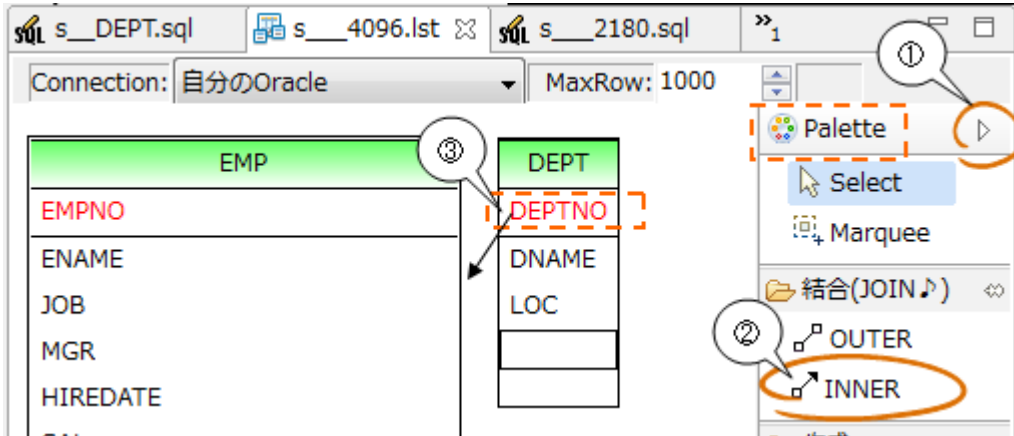 SQL s__DEPT.sql
s___4096.lst
SQL s___2180.sql
»1
①
Connection: 自分のOracle
MaxRow: 1000
Palette
Select
Marquee
結合(JOIN♪)
OUTER
②
INNER
③
EMP
EMPNO
ENAME
JOB
MGR
HIREDATE
DEPT
DEPTNO
DNAME
LOC